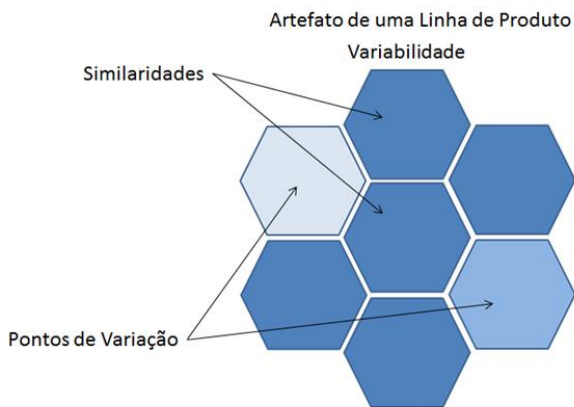 Artefato de uma Linha de Produto
Variabilidade
Similaridades
Pontos de Variação